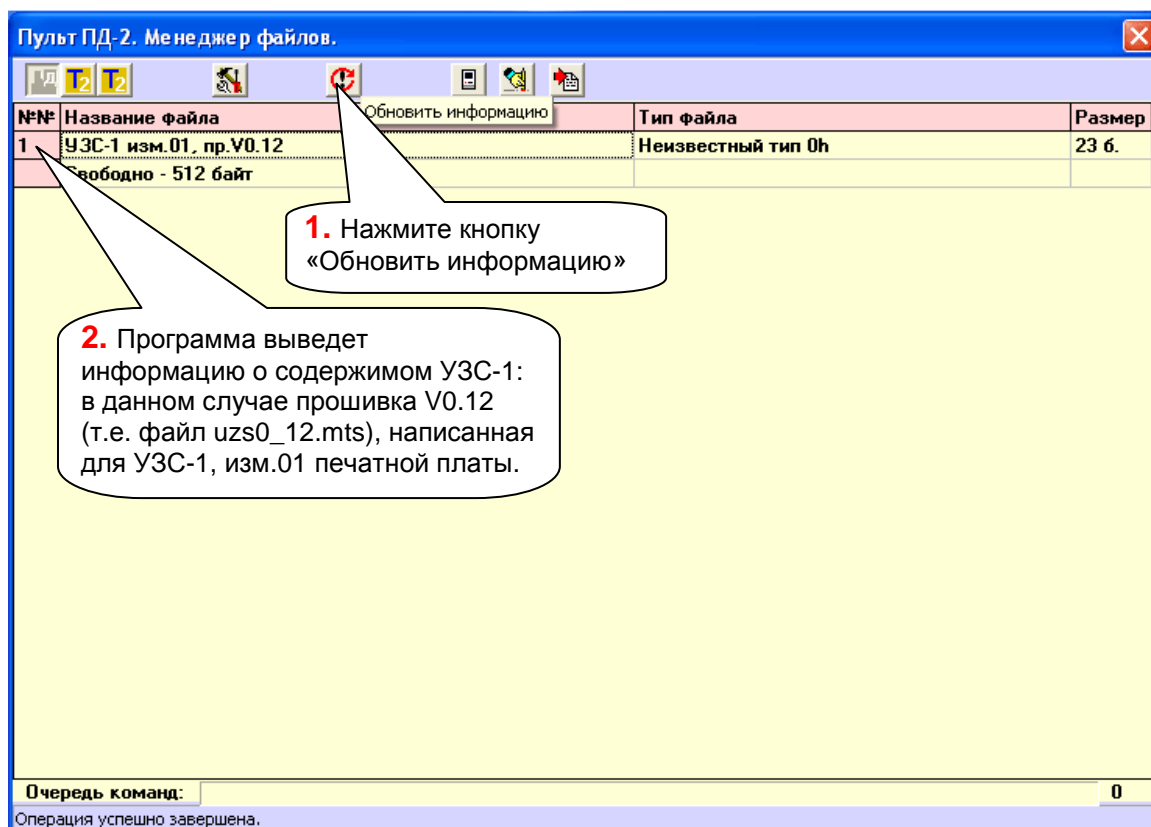 Пульт ПД-2. Менеджер файлов.
T2 T2
Обновить информацию
№№ Название файла Тип файла Размер
1 УЗС-1 изм.01, пр.V0.12 Неизвестный тип 0h 23 б.
Свободно - 512 байт
1. Нажмите кнопку
«Обновить информацию»
2. Программа выведет
информацию о содержимом УЗС-1:
в данном случае прошивка V0.12
(т.е. файл uzs0_12.mts), написанная
для УЗС-1, изм.01 печатной платы.
Очередь команд: 0
Операция успешно завершена.